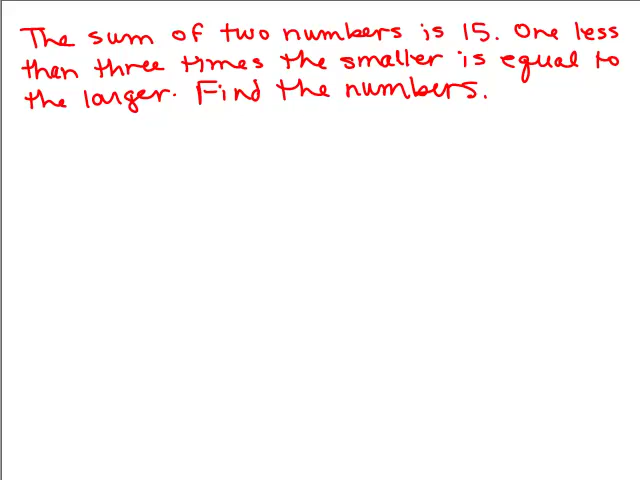 The sum of two numbers is 15. One less
than three times the smaller is equal to
the larger. Find the numbers.